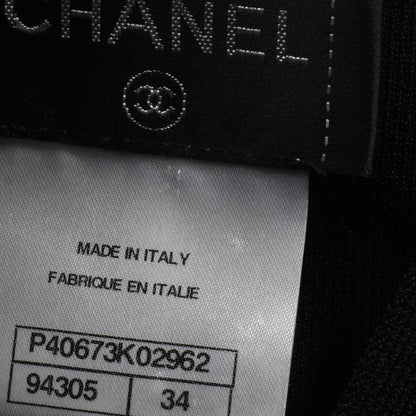 CHANEL
MADE IN ITALY
FABRIQUE EN ITALIE
P40673K02962
94305 34